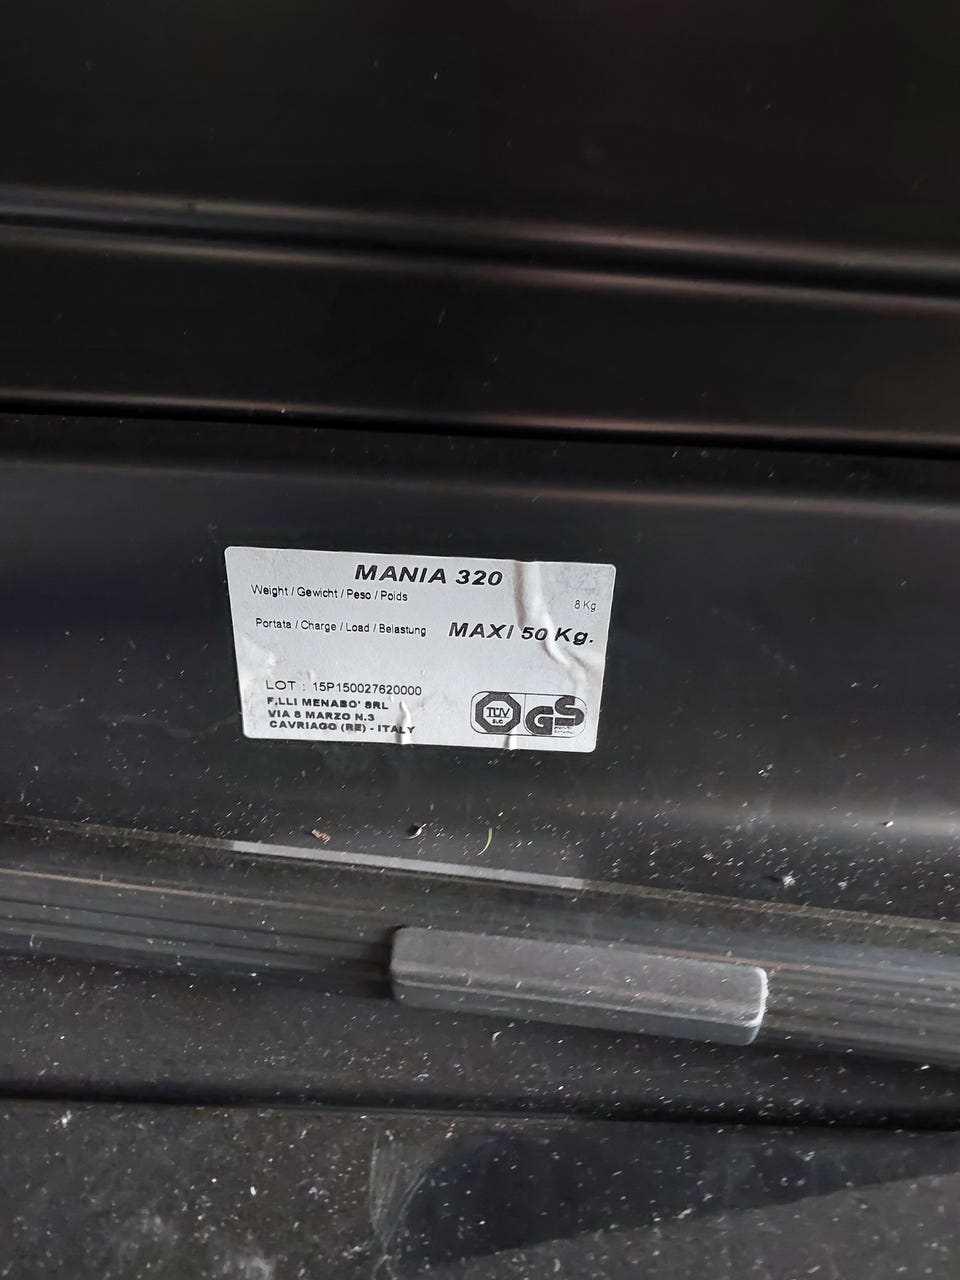 MANIA 320
Weight / Gewicht / Peso / Poids 8 Kg
Portata / Charge / Load / Belastung MAXI 50 Kg.
LOT : 15P150027620000
F.LLI MENABO' SRL
VIA 8 MARZO N.3
CAVRIAGO (RE) - ITALY
TÜV
GS